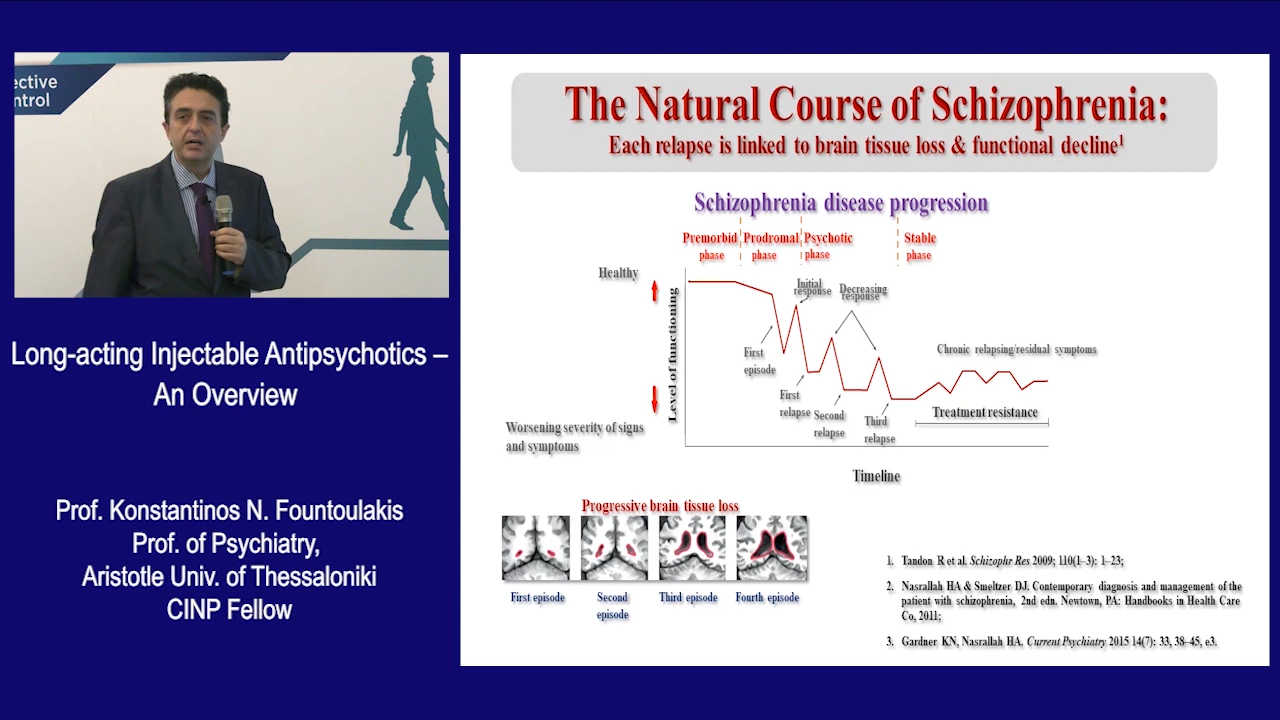 ective
ntrol
Long-acting Injectable Antipsychotics –
An Overview
Prof. Konstantinos N. Fountoulakis
Prof. of Psychiatry,
Aristotle Univ. of Thessaloniki
CINP Fellow
The Natural Course of Schizophrenia:
Each relapse is linked to brain tissue loss & functional decline¹
Schizophrenia disease progression
Premorbid
phase
Prodromal
phase
Psychotic
phase
Stable
phase
Healthy
Level of functioning
Worsening severity of signs
and symptoms
Initial
response
Decreasing
response
First
episode
First
relapse
Second
relapse
Third
relapse
Chronic relapsing/residual symptoms
Treatment resistance
Timeline
Progressive brain tissue loss
First episode
Second
episode
Third episode
Fourth episode
1. Tandon R et al. Schizophr Res 2009; 110(1–3): 1–23;
2. Nasrallah HA & Smeltzer DJ. Contemporary diagnosis and management of the
patient with schizophrenia, 2nd edn. Newtown, PA: Handbooks in Health Care
Co, 2011;
3. Gardner KN, Nasrallah HA. Current Psychiatry 2015 14(7): 33, 38–45, e3.